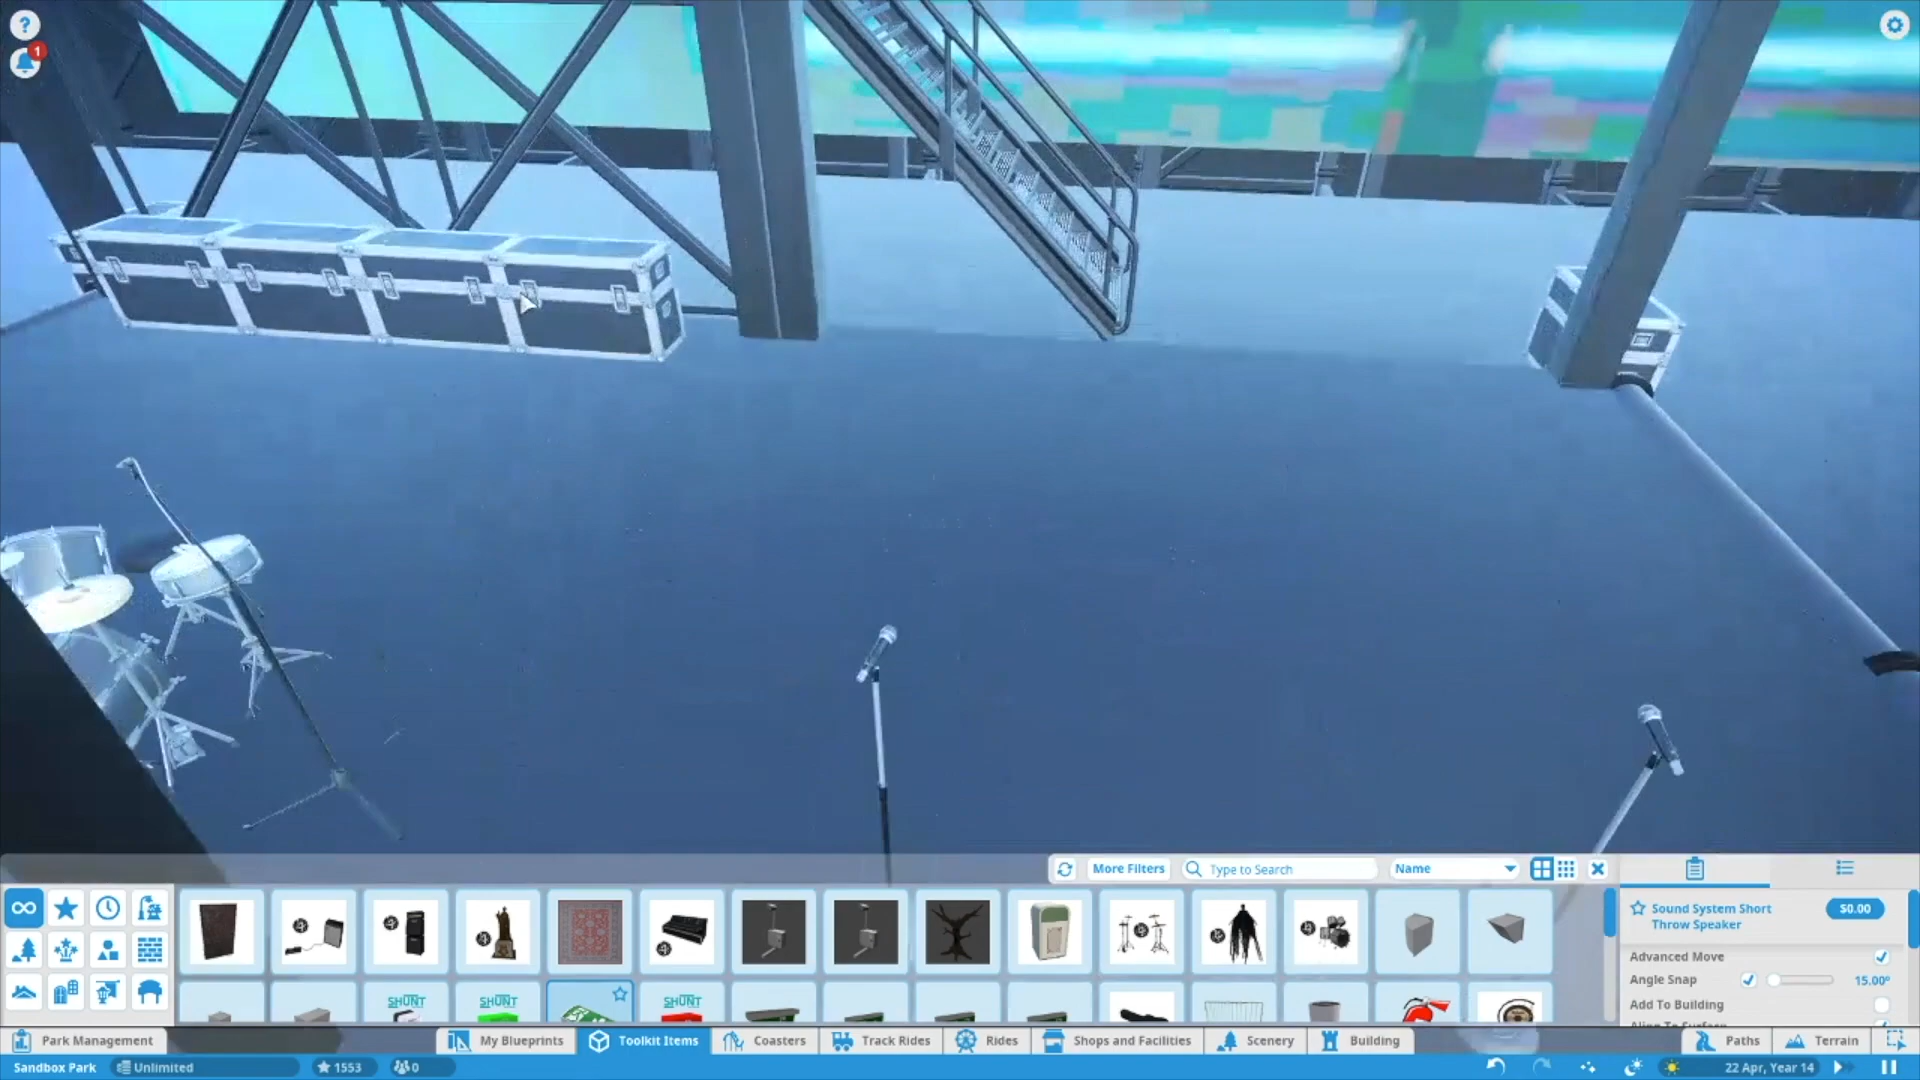 ?
1
More Filters
Type to Search
Name
Sound System Short
Throw Speaker
$0.00
Advanced Move
Angle Snap
15.00°
Add To Building
SHUNT
SHUNT
SHUNT
Park Management
My Blueprints
Toolkit Items
Coasters
Track Rides
Rides
Shops and Facilities
Scenery
Building
Paths
Terrain
Sandbox Park
Unlimited
1553
0
22 Apr, Year 14